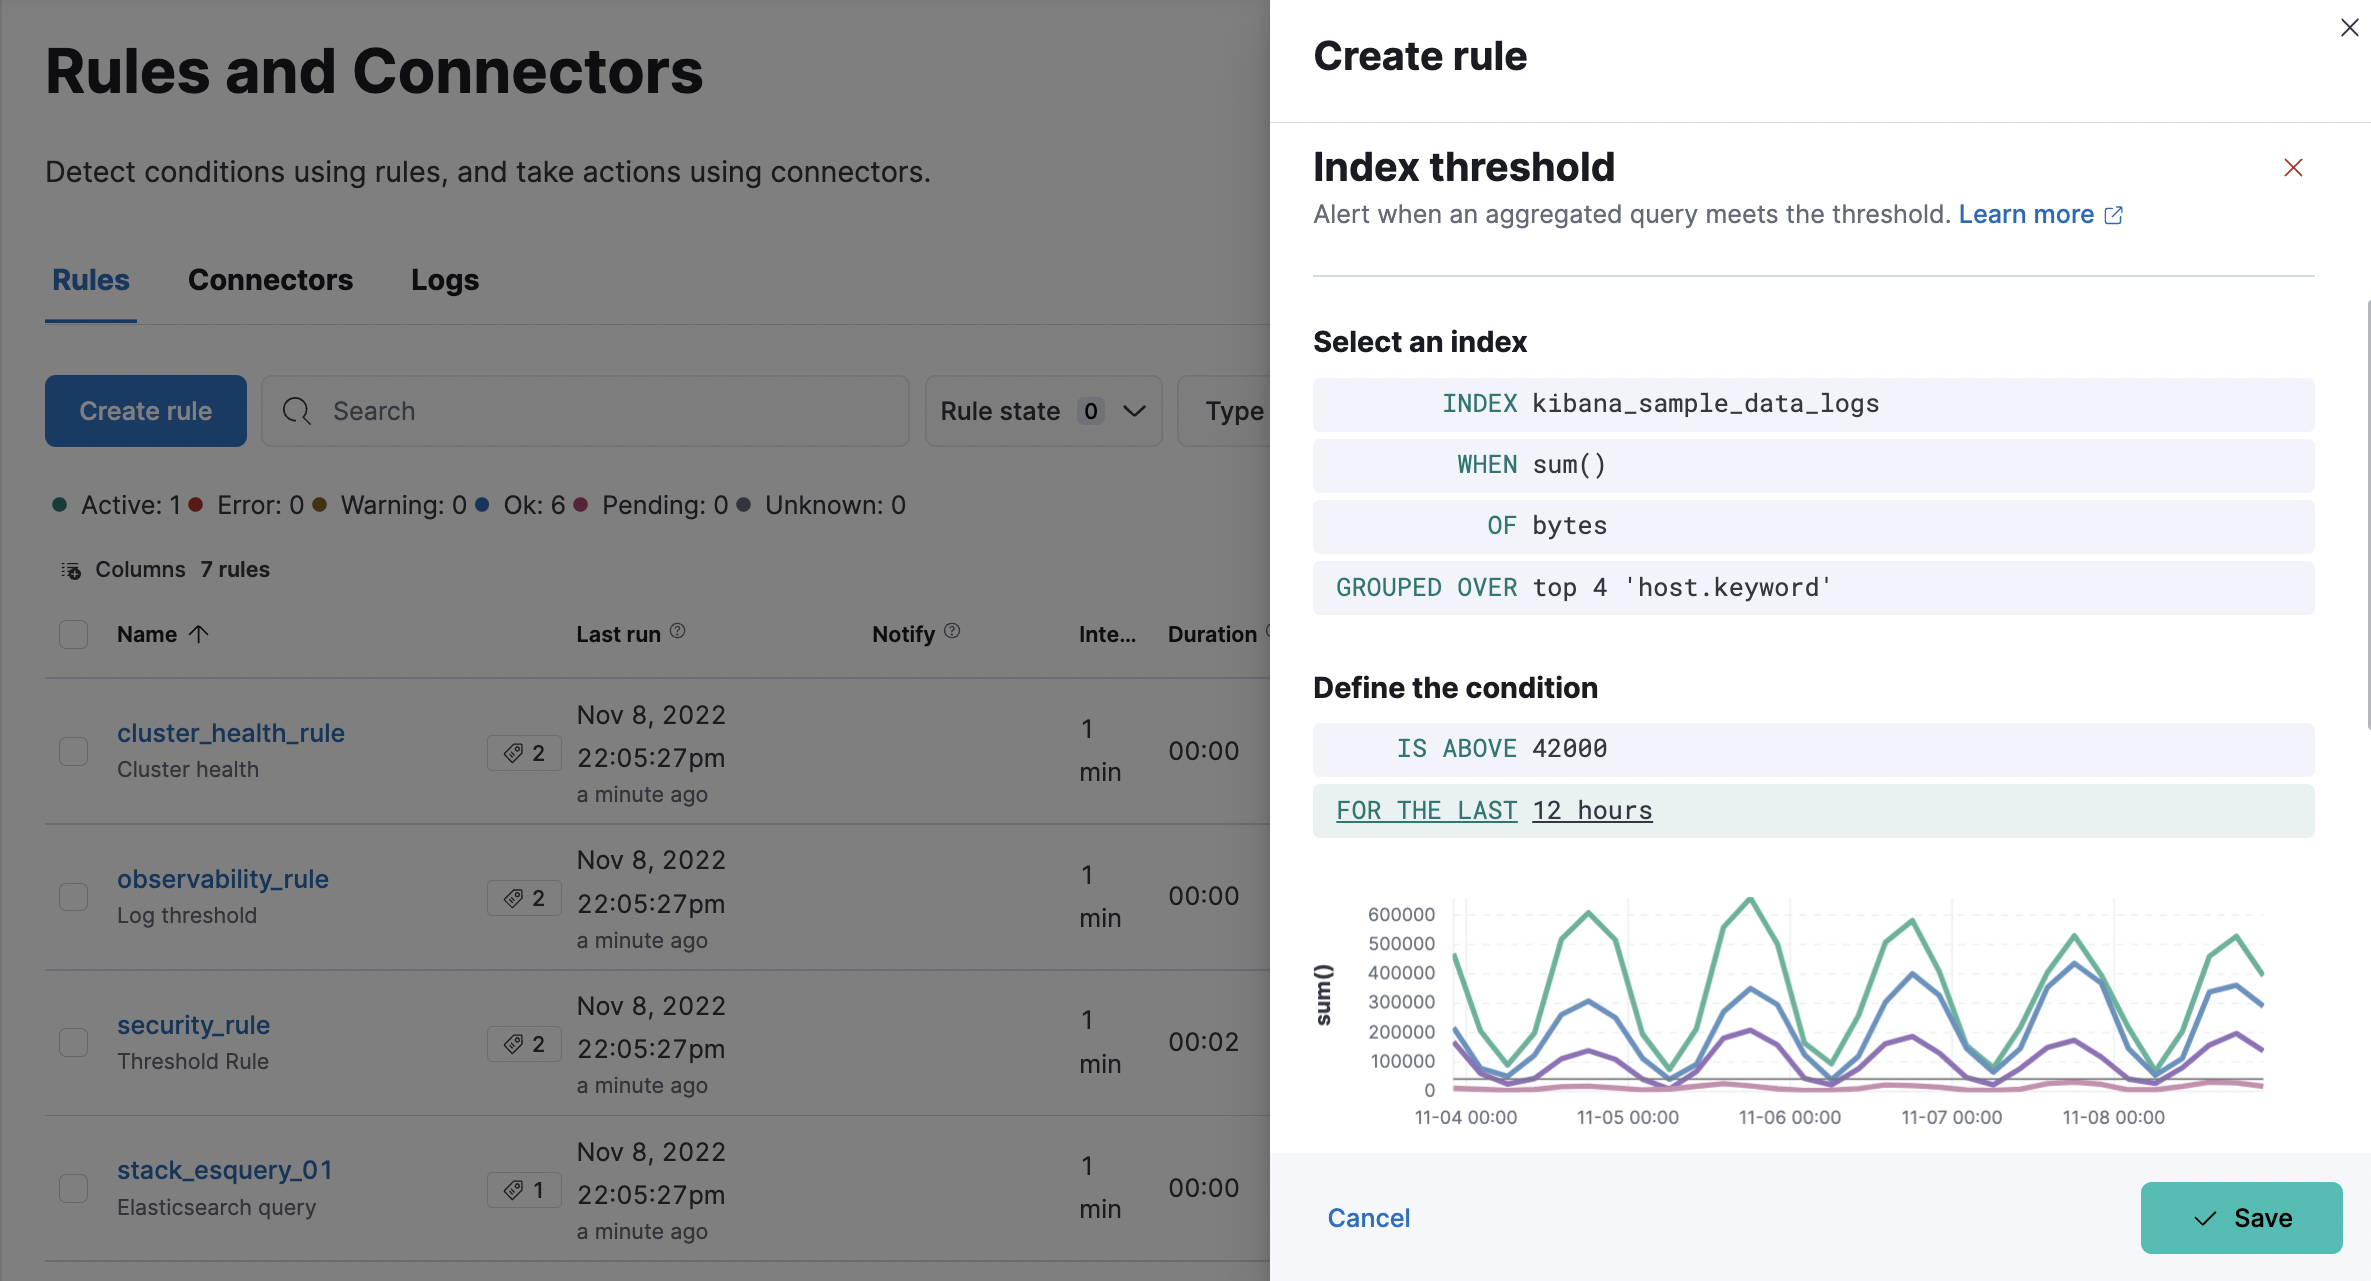 Rules and Connectors
Detect conditions using rules, and take actions using connectors.
Rules Connectors Logs
Create rule Search Rule state 0 Type
Active: 1 Error: 0 Warning: 0 Ok: 6 Pending: 0 Unknown: 0
Columns 7 rules
Name Last run Notify Inte... Duration
cluster_health_rule
Cluster health
2
Nov 8, 2022
22:05:27pm
a minute ago
1
min
00:00
observability_rule
Log threshold
2
Nov 8, 2022
22:05:27pm
a minute ago
1
min
00:00
security_rule
Threshold Rule
2
Nov 8, 2022
22:05:27pm
a minute ago
1
min
00:02
stack_esquery_01
Elasticsearch query
1
Nov 8, 2022
22:05:27pm
a minute ago
1
min
00:00
Create rule
Index threshold
Alert when an aggregated query meets the threshold. Learn more
Select an index
INDEX kibana_sample_data_logs
WHEN sum()
OF bytes
GROUPED OVER top 4 'host.keyword'
Define the condition
IS ABOVE 42000
FOR THE LAST 12 hours
sum()
600000
500000
400000
300000
200000
100000
0
11-04 00:00 11-05 00:00 11-06 00:00 11-07 00:00 11-08 00:00
Cancel Save